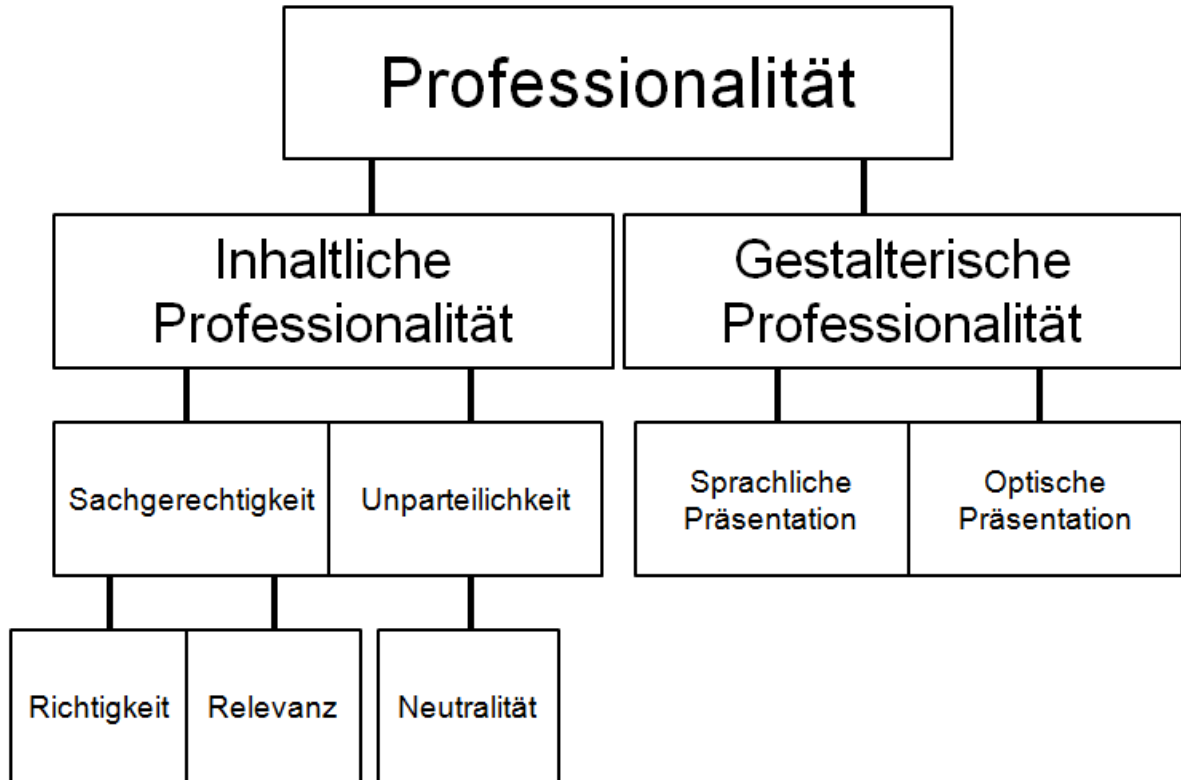 Professionalität
Inhaltliche
Professionalität
Gestalterische
Professionalität
Sachgerechtigkeit
Unparteilichkeit
Sprachliche
Präsentation
Optische
Präsentation
Richtigkeit
Relevanz
Neutralität